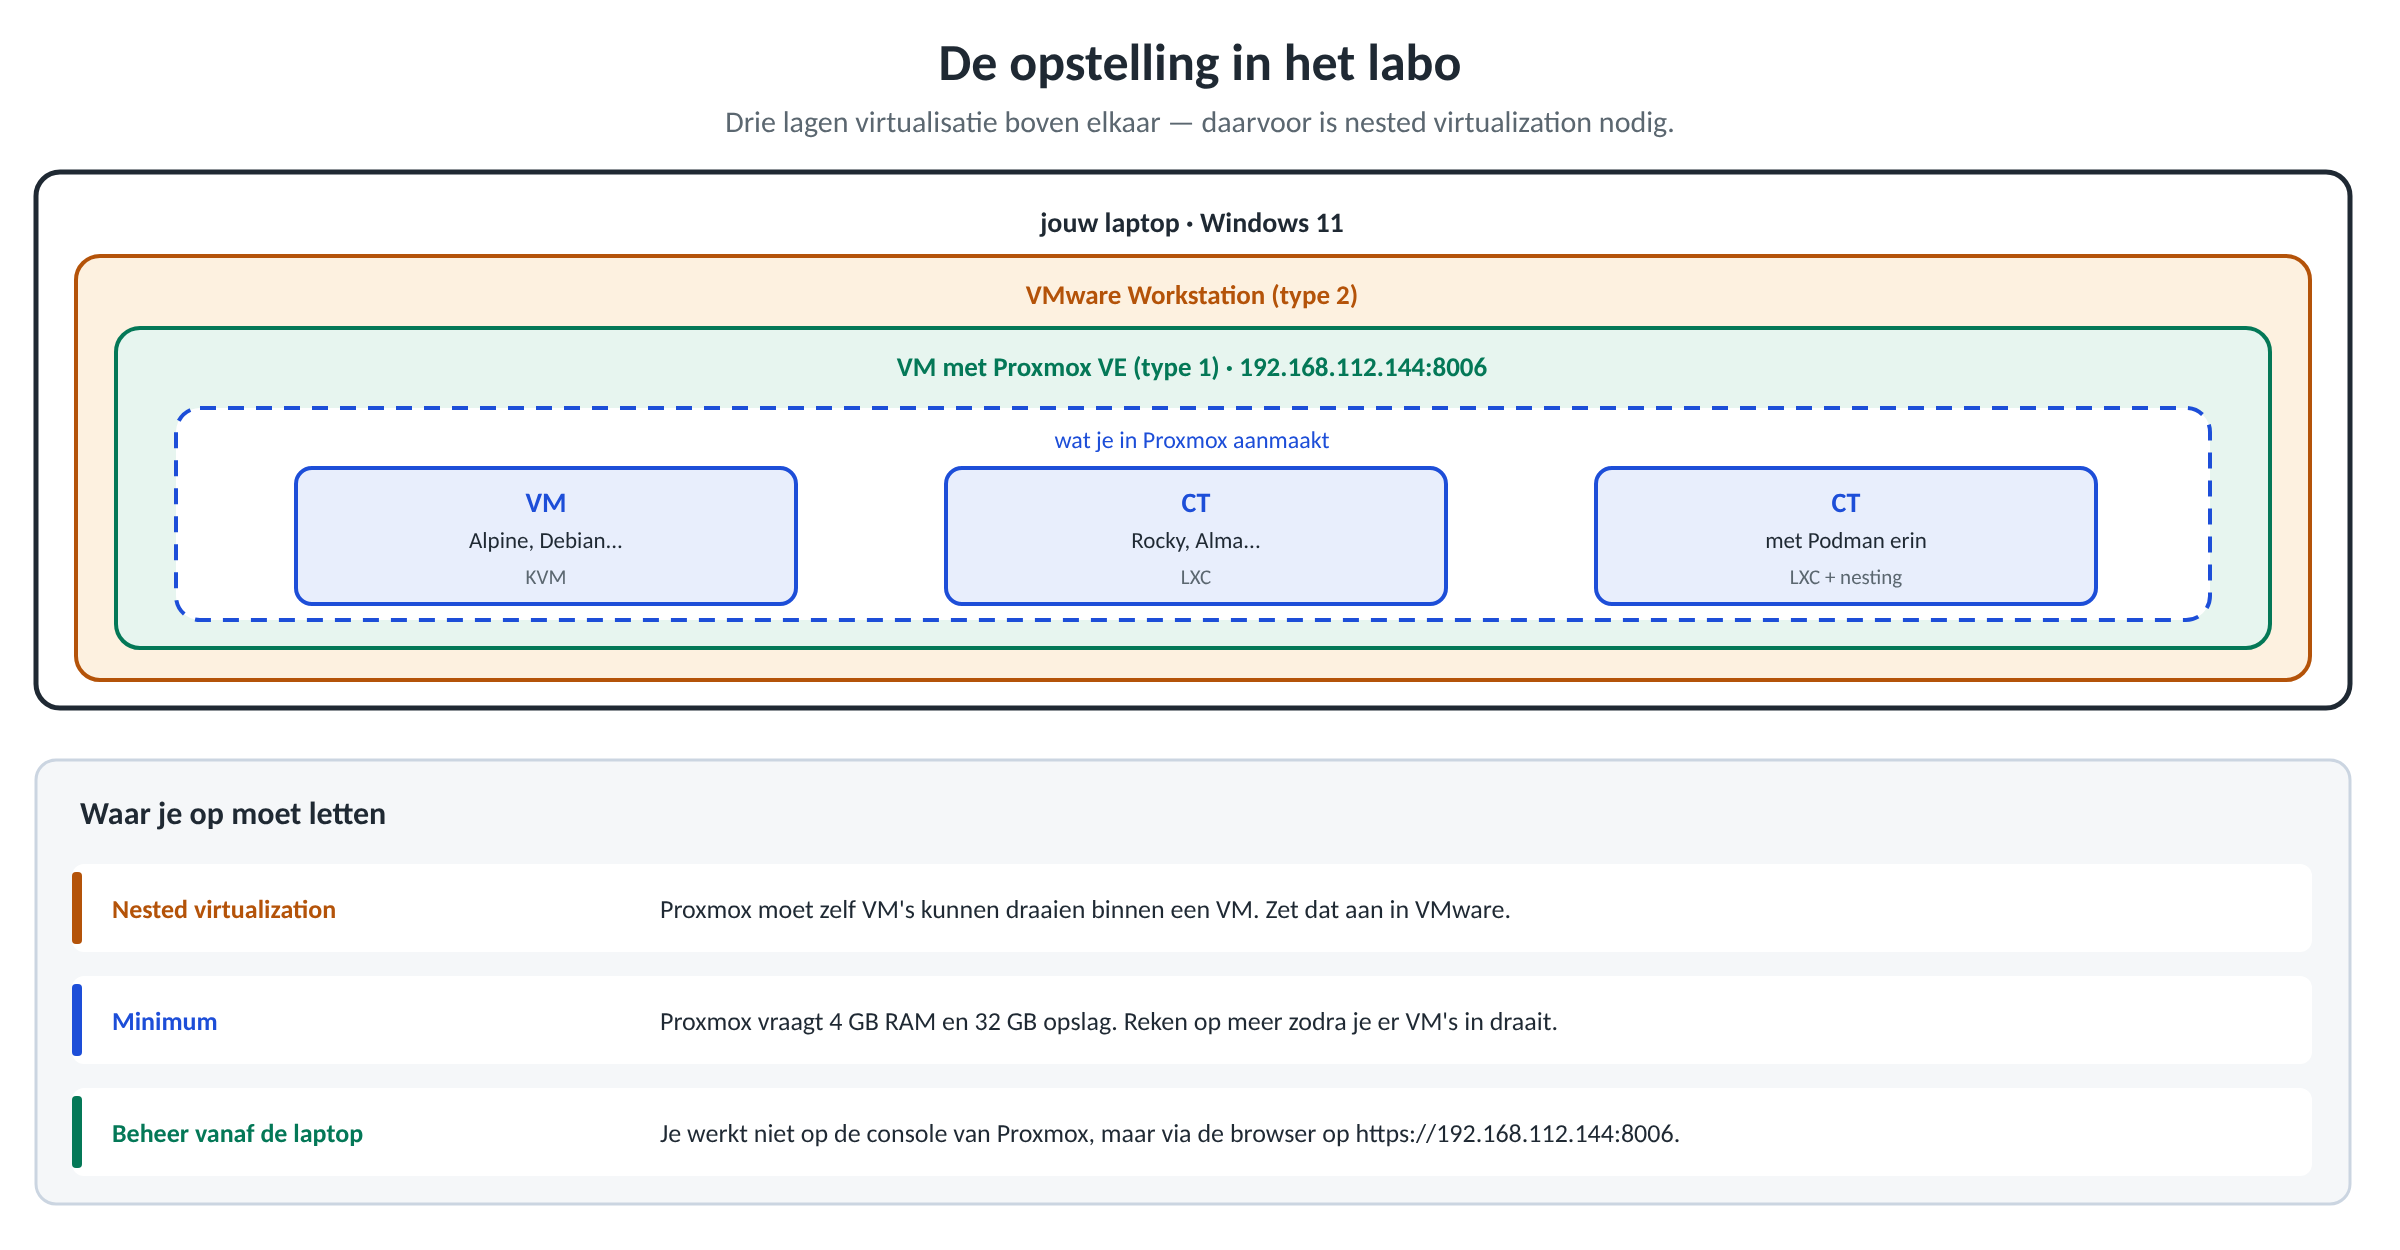 De opstelling in het labo
Drie lagen virtualisatie boven elkaar — daarvoor is nested virtualization nodig.
jouw laptop · Windows 11
VMware Workstation (type 2)
VM met Proxmox VE (type 1) · 192.168.112.144:8006
wat je in Proxmox aanmaakt
VM
Alpine, Debian...
KVM
CT
Rocky, Alma...
LXC
CT
met Podman erin
LXC + nesting
Waar je op moet letten
Nested virtualization
Proxmox moet zelf VM's kunnen draaien binnen een VM. Zet dat aan in VMware.
Minimum
Proxmox vraagt 4 GB RAM en 32 GB opslag. Reken op meer zodra je er VM's in draait.
Beheer vanaf de laptop
Je werkt niet op de console van Proxmox, maar via de browser op https://192.168.112.144:8006.